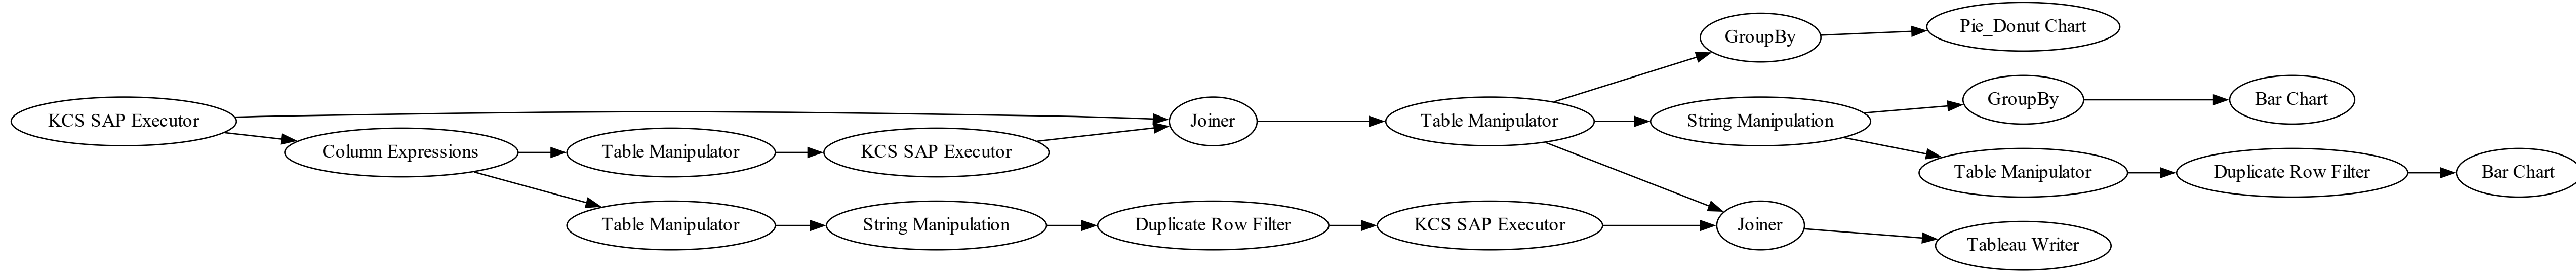 Pie_Donut Chart
GroupBy
GroupBy
Bar Chart
KCS SAP Executor
Joiner
Table Manipulator
String Manipulation
Column Expressions
Table Manipulator
KCS SAP Executor
Table Manipulator
Duplicate Row Filter
Bar Chart
Table Manipulator
String Manipulation
Duplicate Row Filter
KCS SAP Executor
Joiner
Tableau Writer